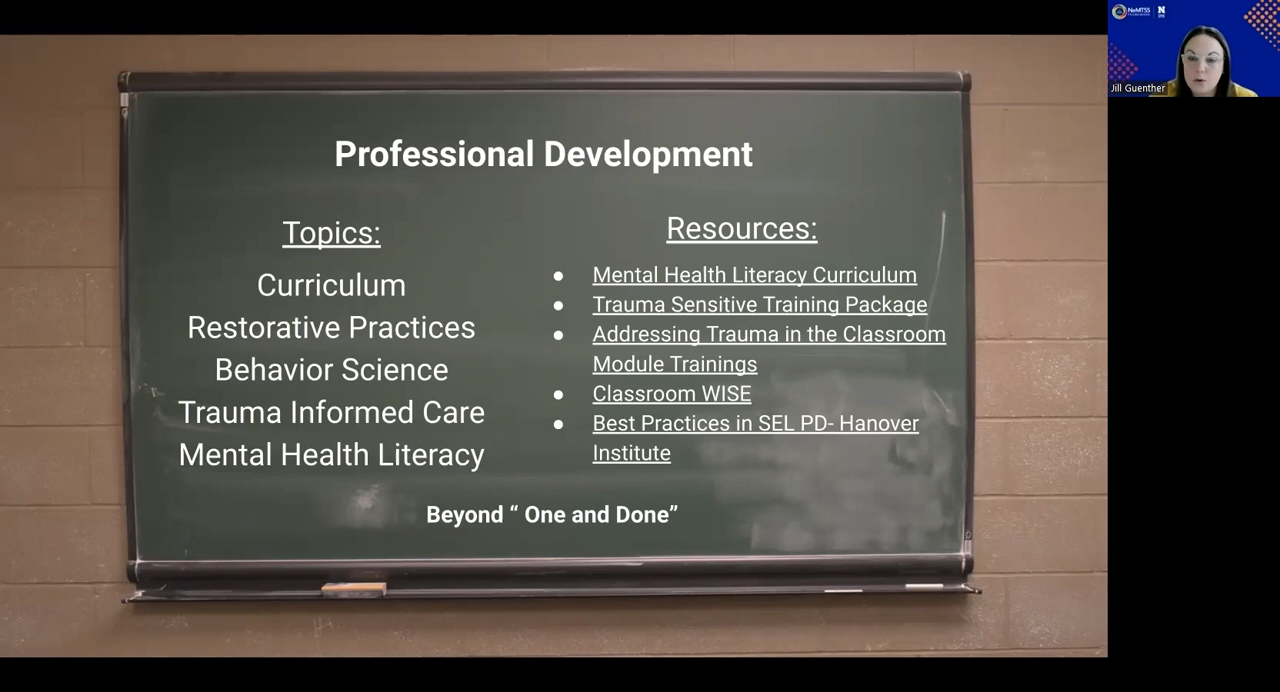 Professional Development
Topics:
Curriculum
Restorative Practices
Behavior Science
Trauma Informed Care
Mental Health Literacy
Resources:
● Mental Health Literacy Curriculum
● Trauma Sensitive Training Package
● Addressing Trauma in the Classroom
Module Trainings
● Classroom WISE
● Best Practices in SEL PD- Hanover
Institute
Beyond “ One and Done”
NeMTSS
FRAMEWORK
N
Jill Guenther